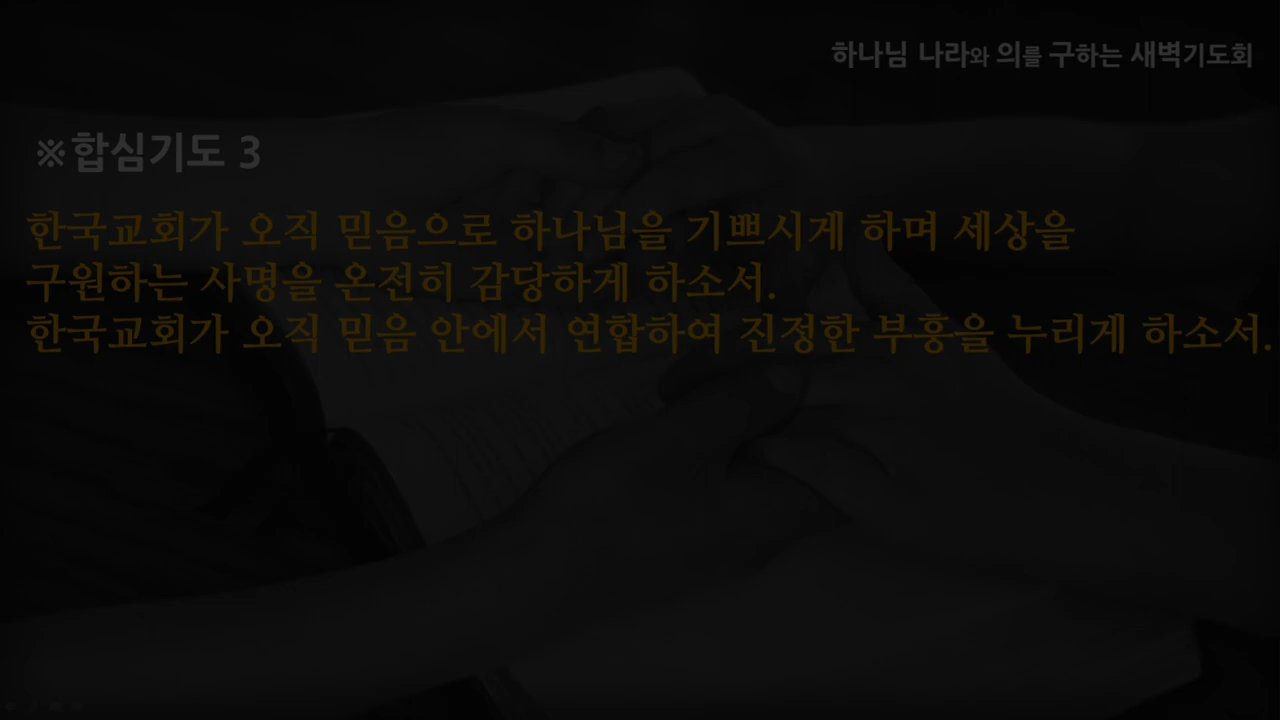 하나님 나라와 의를 구하는 새벽기도회
※합심기도 3
한국교회가 오직 믿음으로 하나님을 기쁘시게 하며 세상을
구원하는 사명을 온전히 감당하게 하소서.
한국교회가 오직 믿음 안에서 연합하여 진정한 부흥을 누리게 하소서.